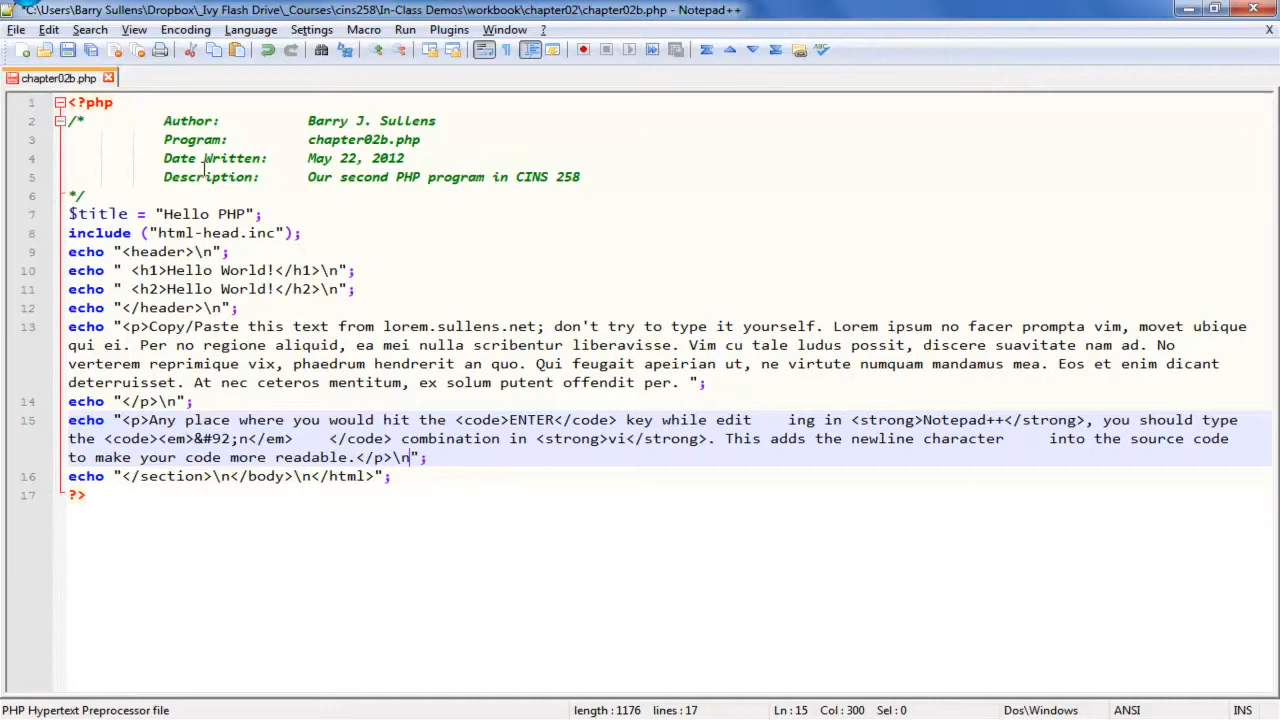 *C:\Users\Barry Sullens\Dropbox\_Ivy Flash Drive\_Courses\cins258\In-Class Demos\workbook\chapter02\chapter02b.php - Notepad++
File Edit Search View Encoding Language Settings Macro Run Plugins Window ? X
chapter02b.php
1 <?php
2 /* Author: Barry J. Sullens
3 Program: chapter02b.php
4 Date Written: May 22, 2012
5 Description: Our second PHP program in CINS 258
6 */
7 $title = "Hello PHP";
8 include ("html-head.inc");
9 echo "<header>\n";
10 echo " <h1>Hello World!</h1>\n";
11 echo " <h2>Hello World!</h2>\n";
12 echo "</header>\n";
13 echo "<p>Copy/Paste this text from lorem.sullens.net; don't try to type it yourself. Lorem ipsum no facer prompta vim, movet ubique
qui ei. Per no regione aliquid, ea mei nulla scribentur liberavisse. Vim cu tale ludus possit, discere suavitate nam ad. No
verterem reprimique vix, phaedrum hendrerit an quo. Qui feugait apeirian ut, ne virtute numquam mandamus mea. Eos et enim dicant
deterruisset. At nec ceteros mentitum, ex solum putent offendit per. ";
14 echo "</p>\n";
15 echo "<p>Any place where you would hit the <code>ENTER</code> key while edit ing in <strong>Notepad++</strong>, you should type
the <code><em>&#92;n</em> </code> combination in <strong>vi</strong>. This adds the newline character into the source code
to make your code more readable.</p>\n";
16 echo "</section>\n</body>\n</html>";
17 ?>
PHP Hypertext Preprocessor file length : 1176 lines : 17 Ln : 15 Col : 300 Sel : 0 Dos\Windows ANSI INS